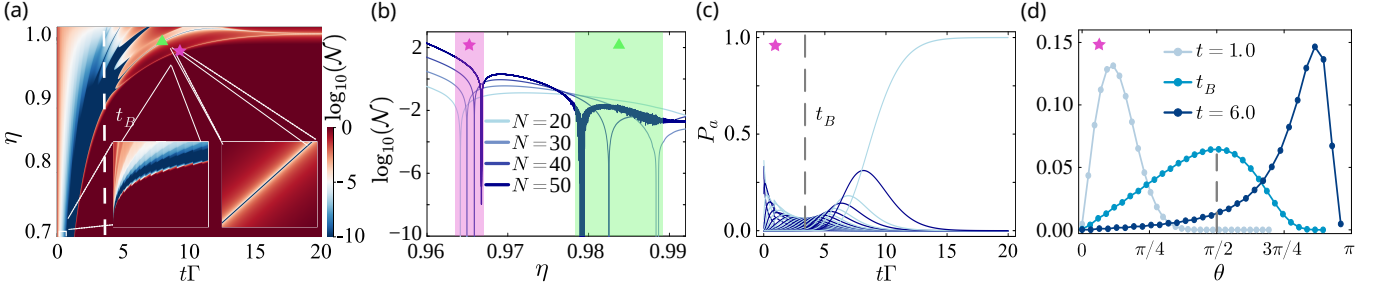 (a)
η
1.0
0.9
0.8
0.7
t_B
0
5
10
15
20
tΓ
0
−5
−10
log₁₀(𝒩)
(b)
log₁₀(𝒩)
2
−2
−6
−10
N = 20
N = 30
N = 40
N = 50
0.96
0.97
0.98
0.99
η
(c)
P_a
1.0
0.5
0.0
t_B
0
5
10
15
20
tΓ
(d)
0.15
0.10
0.05
0.00
t = 1.0
t_B
t = 6.0
0
π/4
π/2
3π/4
π
θ